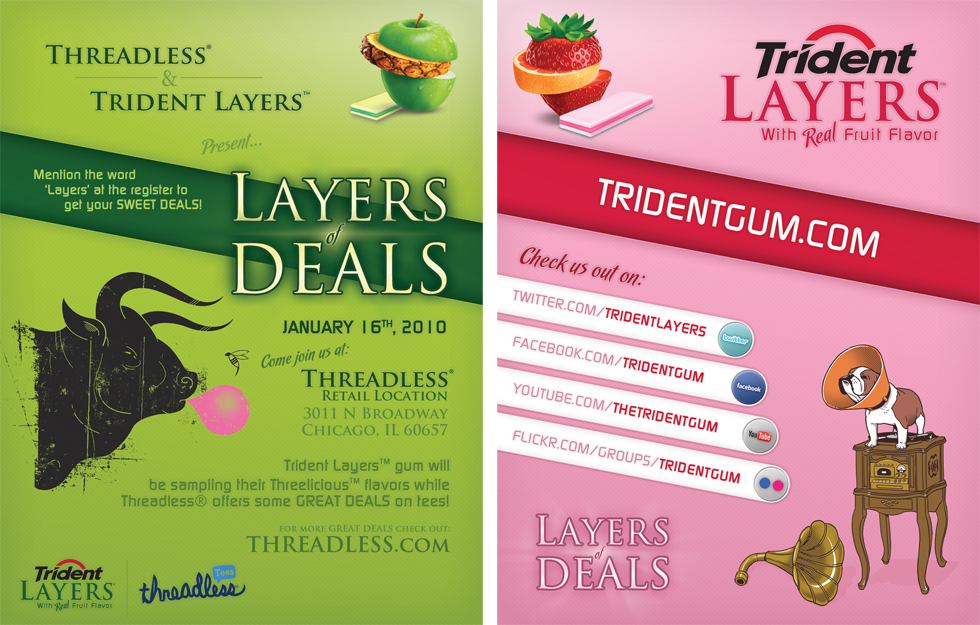 THREADLESS®
&
TRIDENT LAYERS™
Present...
Mention the word
'Layers' at the register to
get your SWEET DEALS!
LAYERS
of
DEALS
JANUARY 16TH, 2010
Come join us at:
THREADLESS®
RETAIL LOCATION
3011 N BROADWAY
CHICAGO, IL 60657
Trident Layers™ gum will
be sampling their Threelicious™ flavors while
Threadless® offers some GREAT DEALS on tees!
FOR MORE GREAT DEALS CHECK OUT:
THREADLESS.COM
Trident
LAYERS
With Real Fruit Flavor
Tees
threadless
Trident
LAYERS™
With Real Fruit Flavor
TRIDENTGUM.COM
Check us out on:
TWITTER.COM/TRIDENTLAYERS
twitter
FACEBOOK.COM/TRIDENTGUM
facebook
YOUTUBE.COM/THETRIDENTGUM
YouTube
FLICKR.COM/GROUPS/TRIDENTGUM
LAYERS
of
DEALS